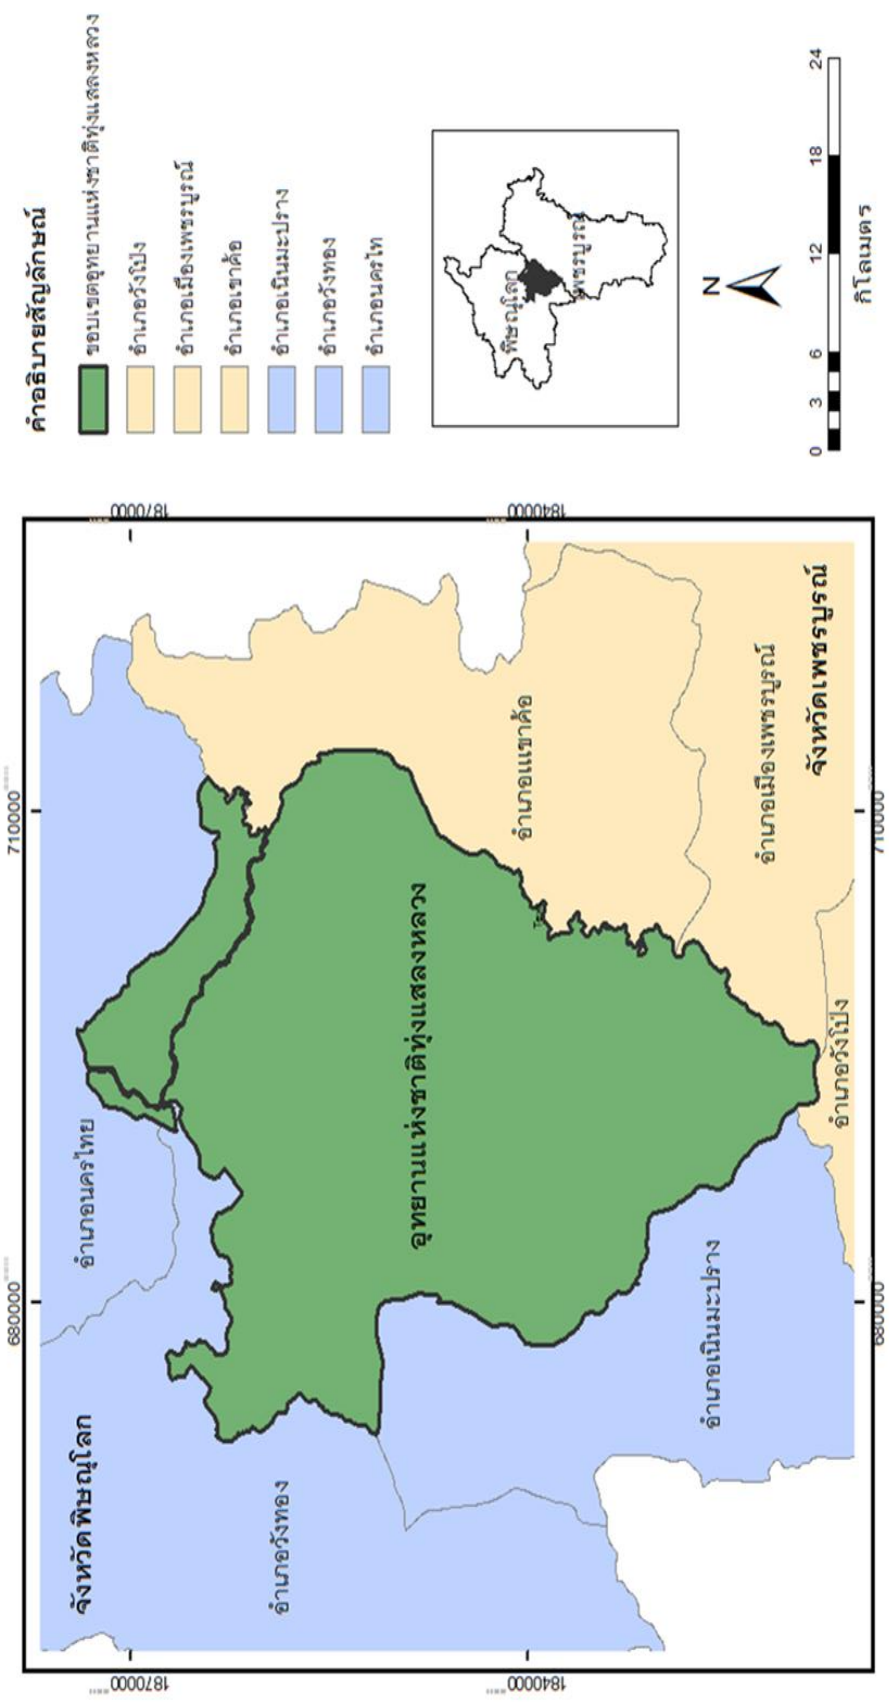 680000
710000
1870000
1870000
1840000
1840000
680000
710000
จังหวัดพิษณุโลก
อำเภอนครไทย
อำเภอวังทอง
อุทยานแห่งชาติทุ่งแสลงหลวง
อำเภอแเขาค้อ
อำเภอเนินมะปราง
อำเภอเมืองเพชรบูรณ์
จังหวัดเพชรบูรณ์
อำเภอวังโป่ง
คำอธิบายสัญลักษณ์
ขอบเขตอุทยานแห่งชาติทุ่งแสลงหลวง
อำเภอวังโป่ง
อำเภอเมืองเพชรบูรณ์
อำเภอเขาค้อ
อำเภอเนินมะปราง
อำเภอวังทอง
อำเภอนครไท
พิษณุโลก
เพชรบูรณ์
N
0 3 6 12 18 24
กิโลเมตร